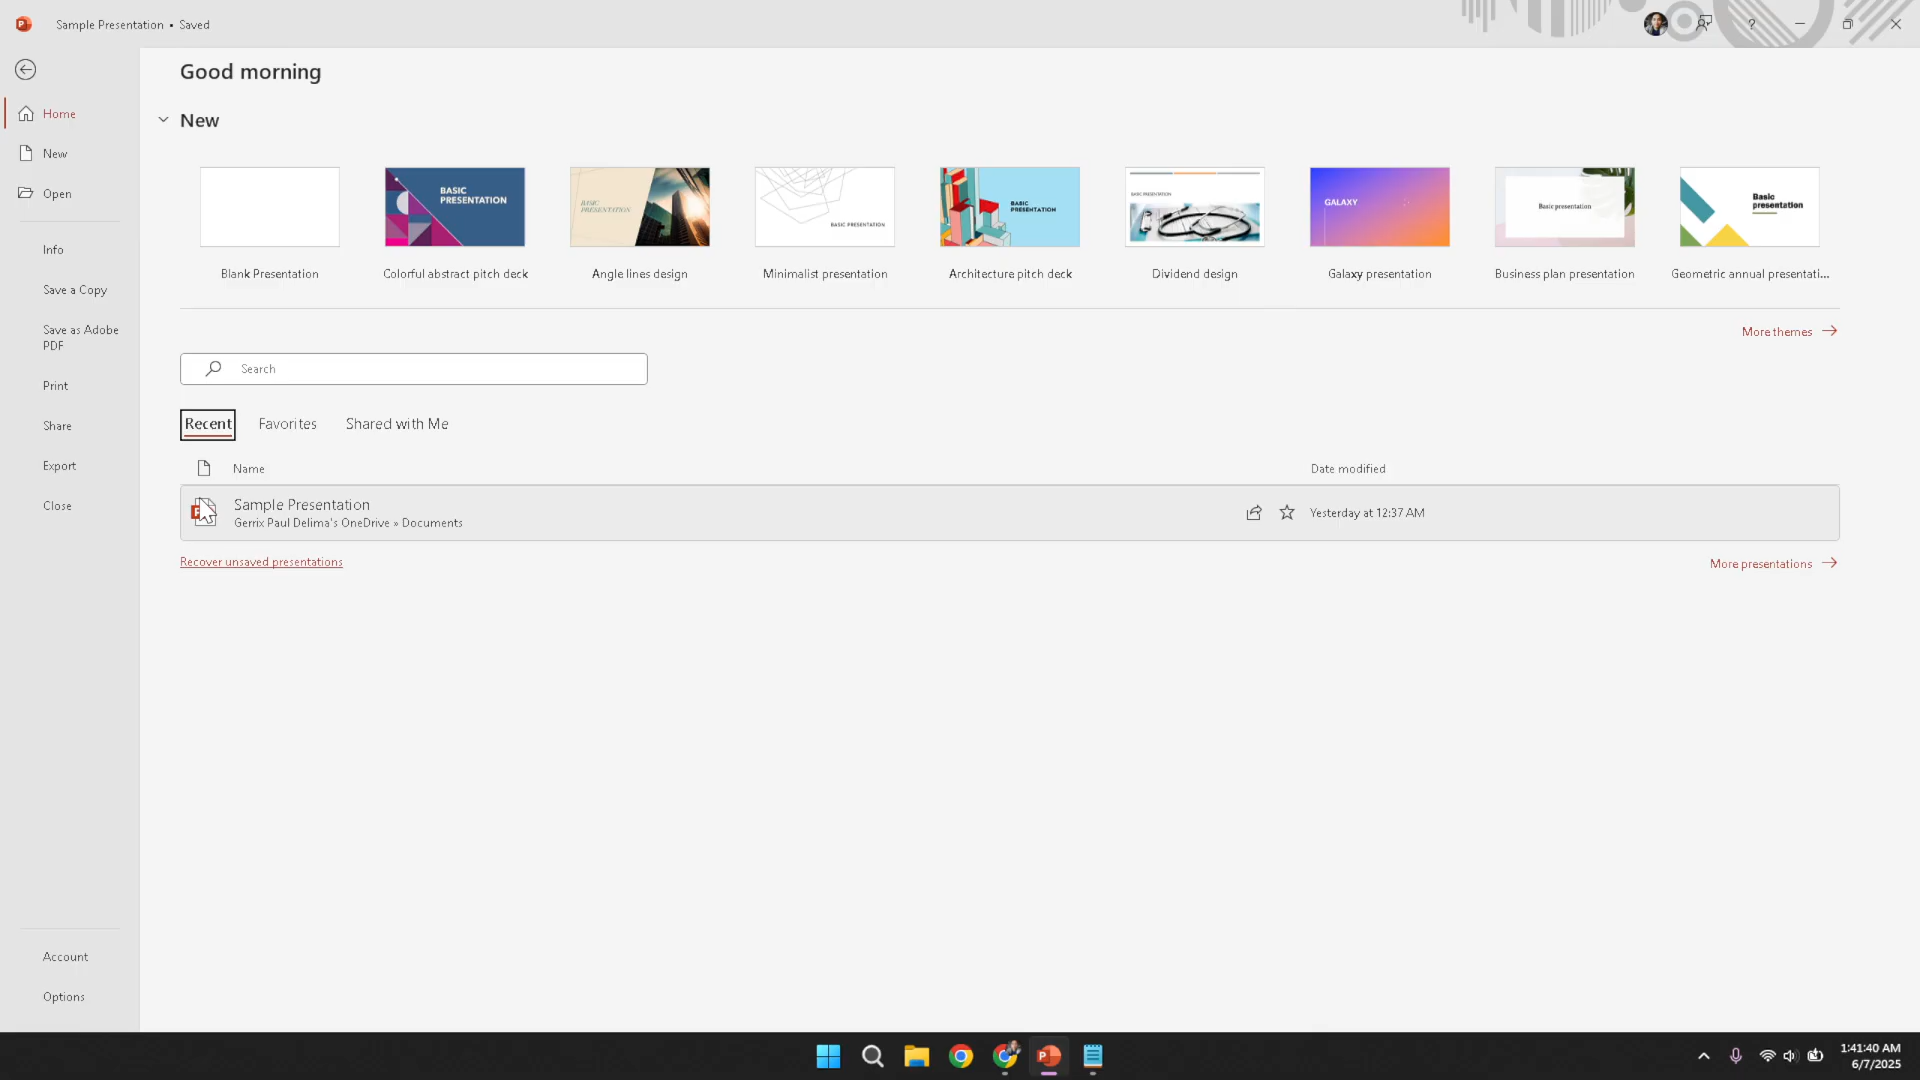 Sample Presentation • Saved
Good morning
Home
New
Open
Info
Save a Copy
Save as Adobe
PDF
Print
Share
Export
Close
Account
Options
New
BASIC
PRESENTATION
BASIC
PRESENTATION
BASIC PRESENTATION
BASIC
PRESENTATION
BASIC PRESENTATION
GALAXY
Basic presentation
Basic
presentation
Blank Presentation
Colorful abstract pitch deck
Angle lines design
Minimalist presentation
Architecture pitch deck
Dividend design
Galaxy presentation
Business plan presentation
Geometric annual presentati...
More themes
Search
Recent Favorites Shared with Me
Name Date modified
Sample Presentation
Gerrix Paul Delima's OneDrive » Documents
Yesterday at 12:37 AM
Recover unsaved presentations
More presentations
1:41:40 AM
6/7/2025